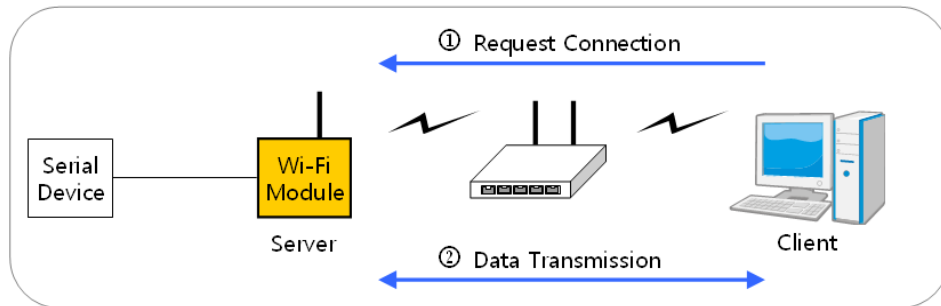 ① Request Connection
Serial
Device
Wi-Fi
Module
Server
Client
② Data Transmission